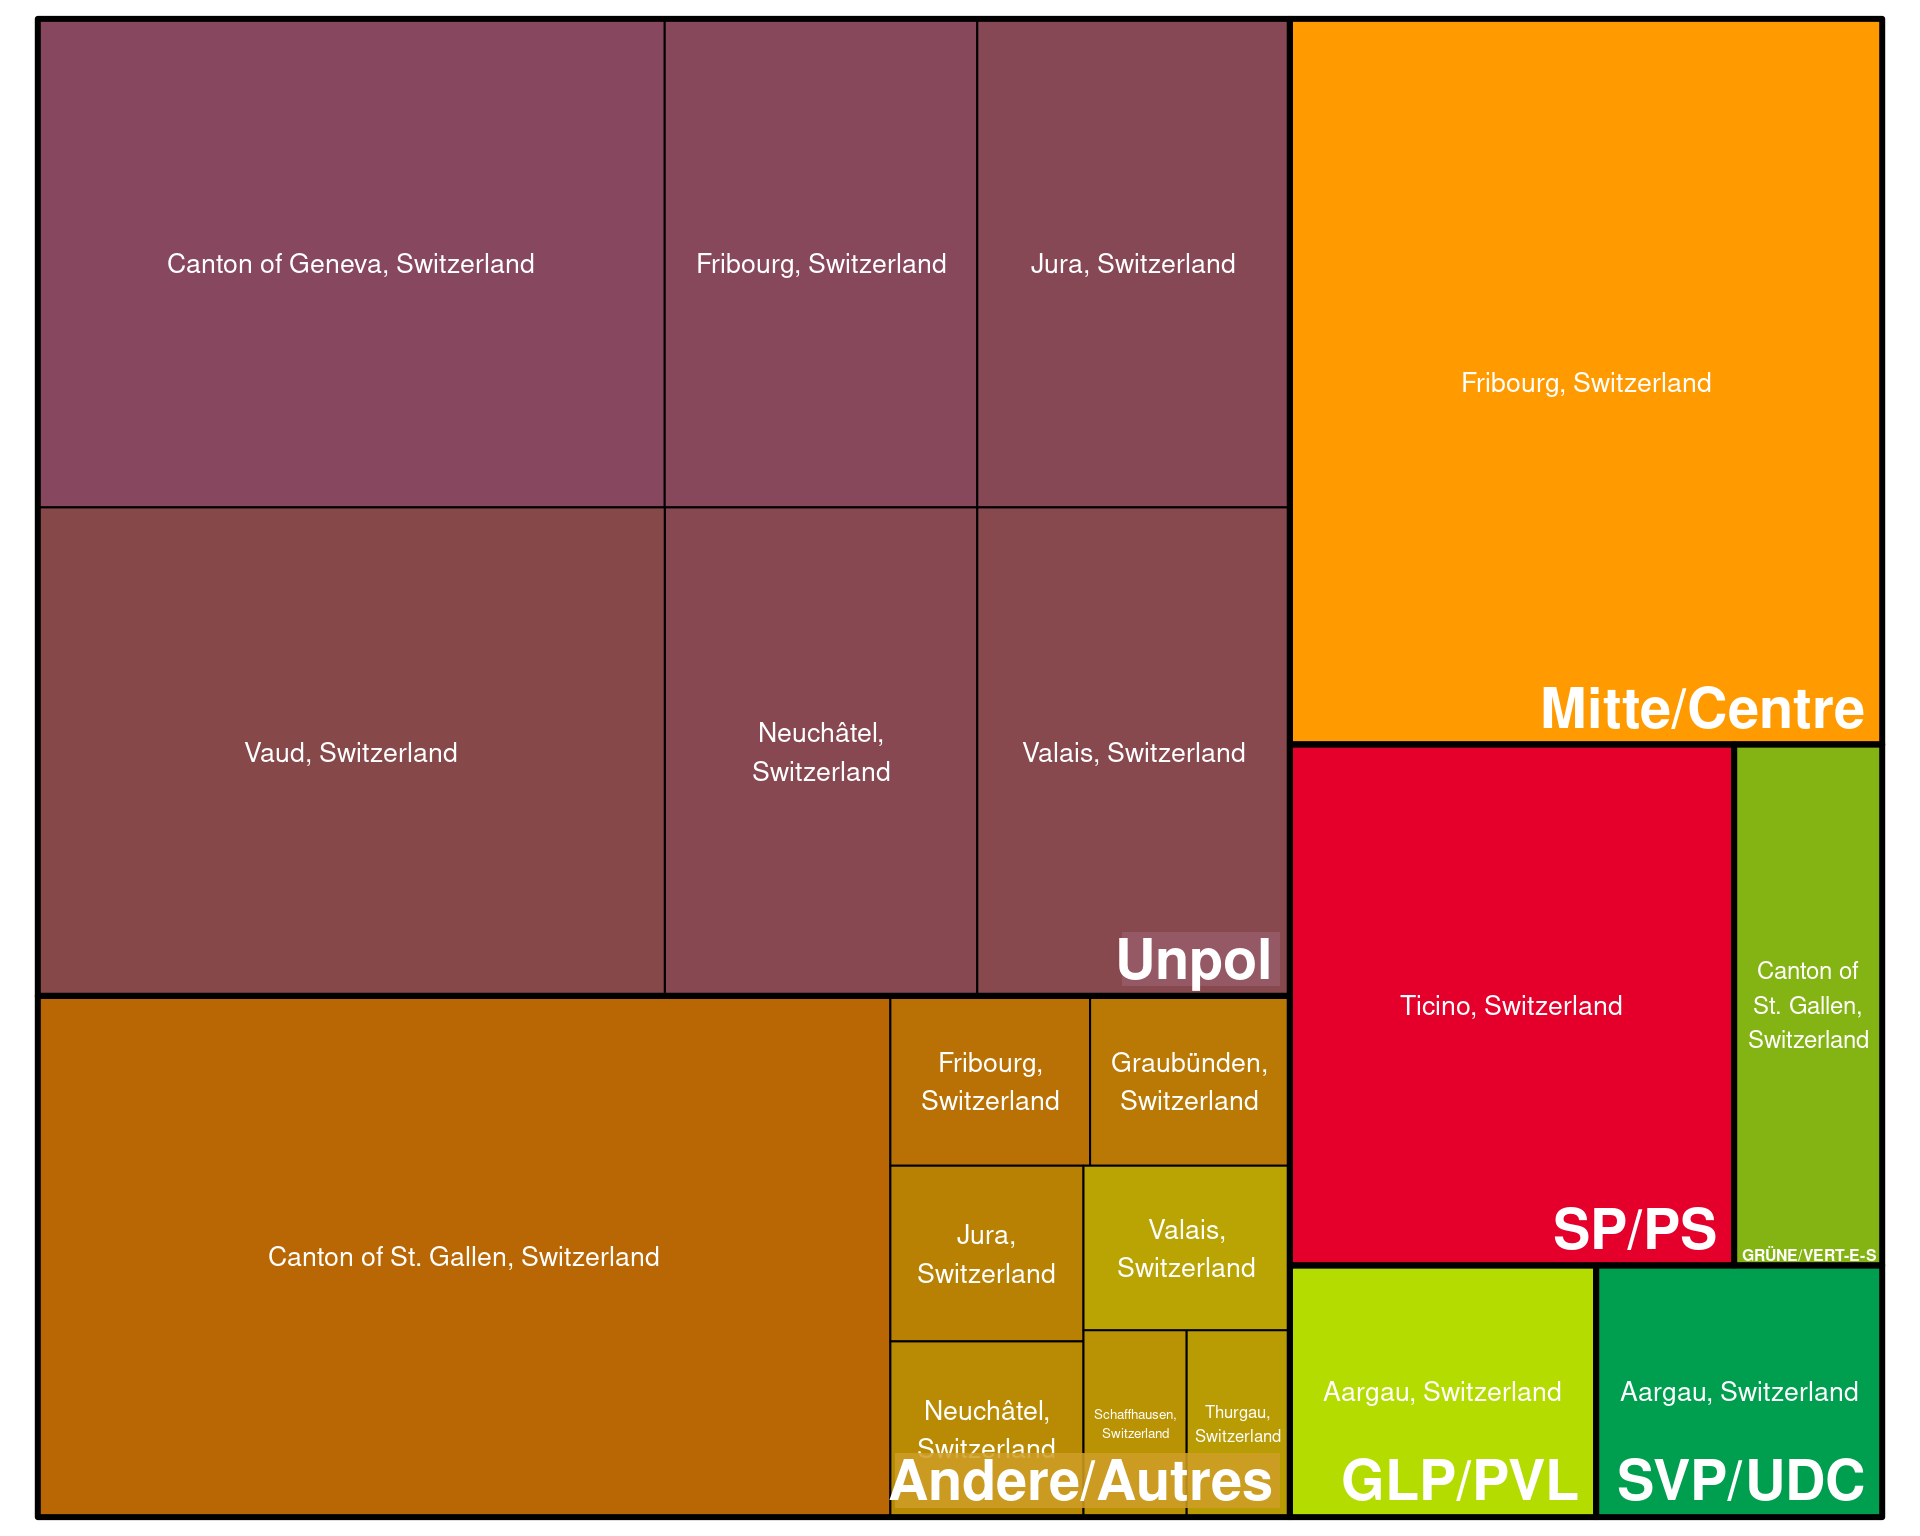 Canton of Geneva, Switzerland
Fribourg, Switzerland
Jura, Switzerland
Vaud, Switzerland
Neuchâtel,
Switzerland
Valais, Switzerland
Unpol
Canton of St. Gallen, Switzerland
Fribourg,
Switzerland
Graubünden,
Switzerland
Jura,
Switzerland
Valais,
Switzerland
Neuchâtel,
Switzerland
Schaffhausen,
Switzerland
Thurgau,
Switzerland
Andere/Autres
Fribourg, Switzerland
Mitte/Centre
Ticino, Switzerland
SP/PS
Canton of
St. Gallen,
Switzerland
GRÜNE/VERT-E-S
Aargau, Switzerland
GLP/PVL
Aargau, Switzerland
SVP/UDC